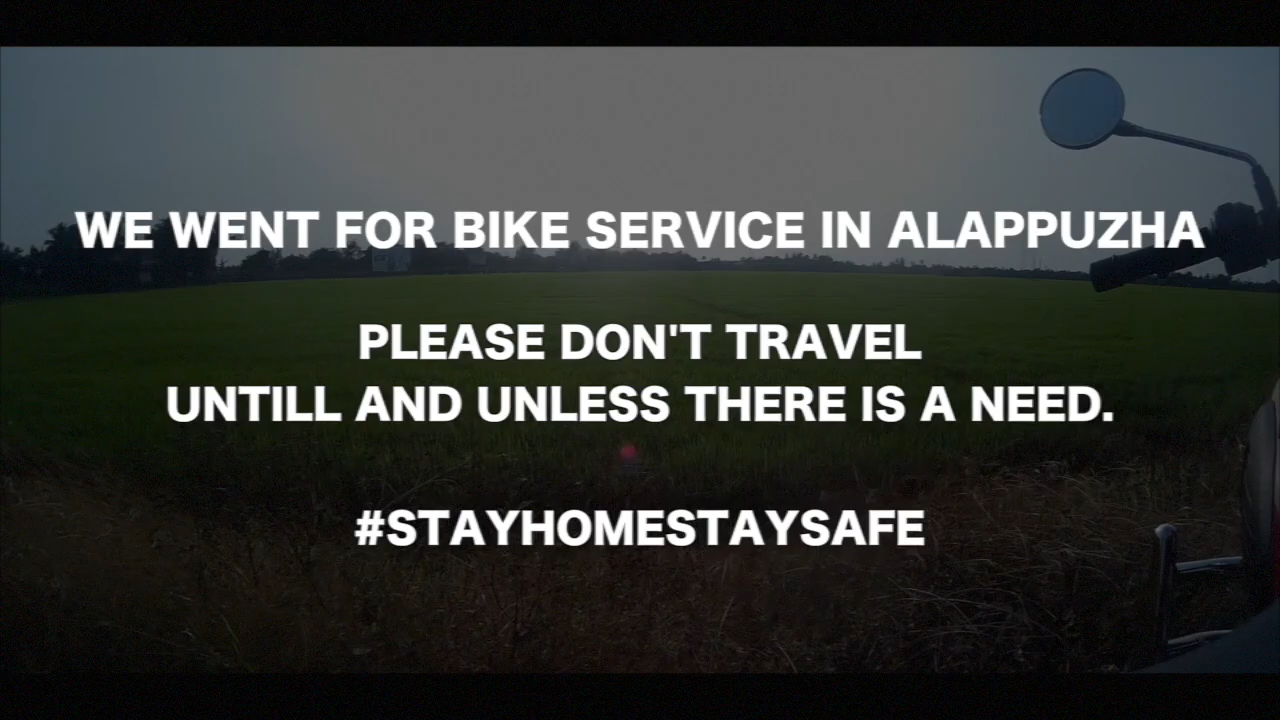 WE WENT FOR BIKE SERVICE IN ALAPPUZHA
PLEASE DON'T TRAVEL
UNTILL AND UNLESS THERE IS A NEED.
#STAYHOMESTAYSAFE